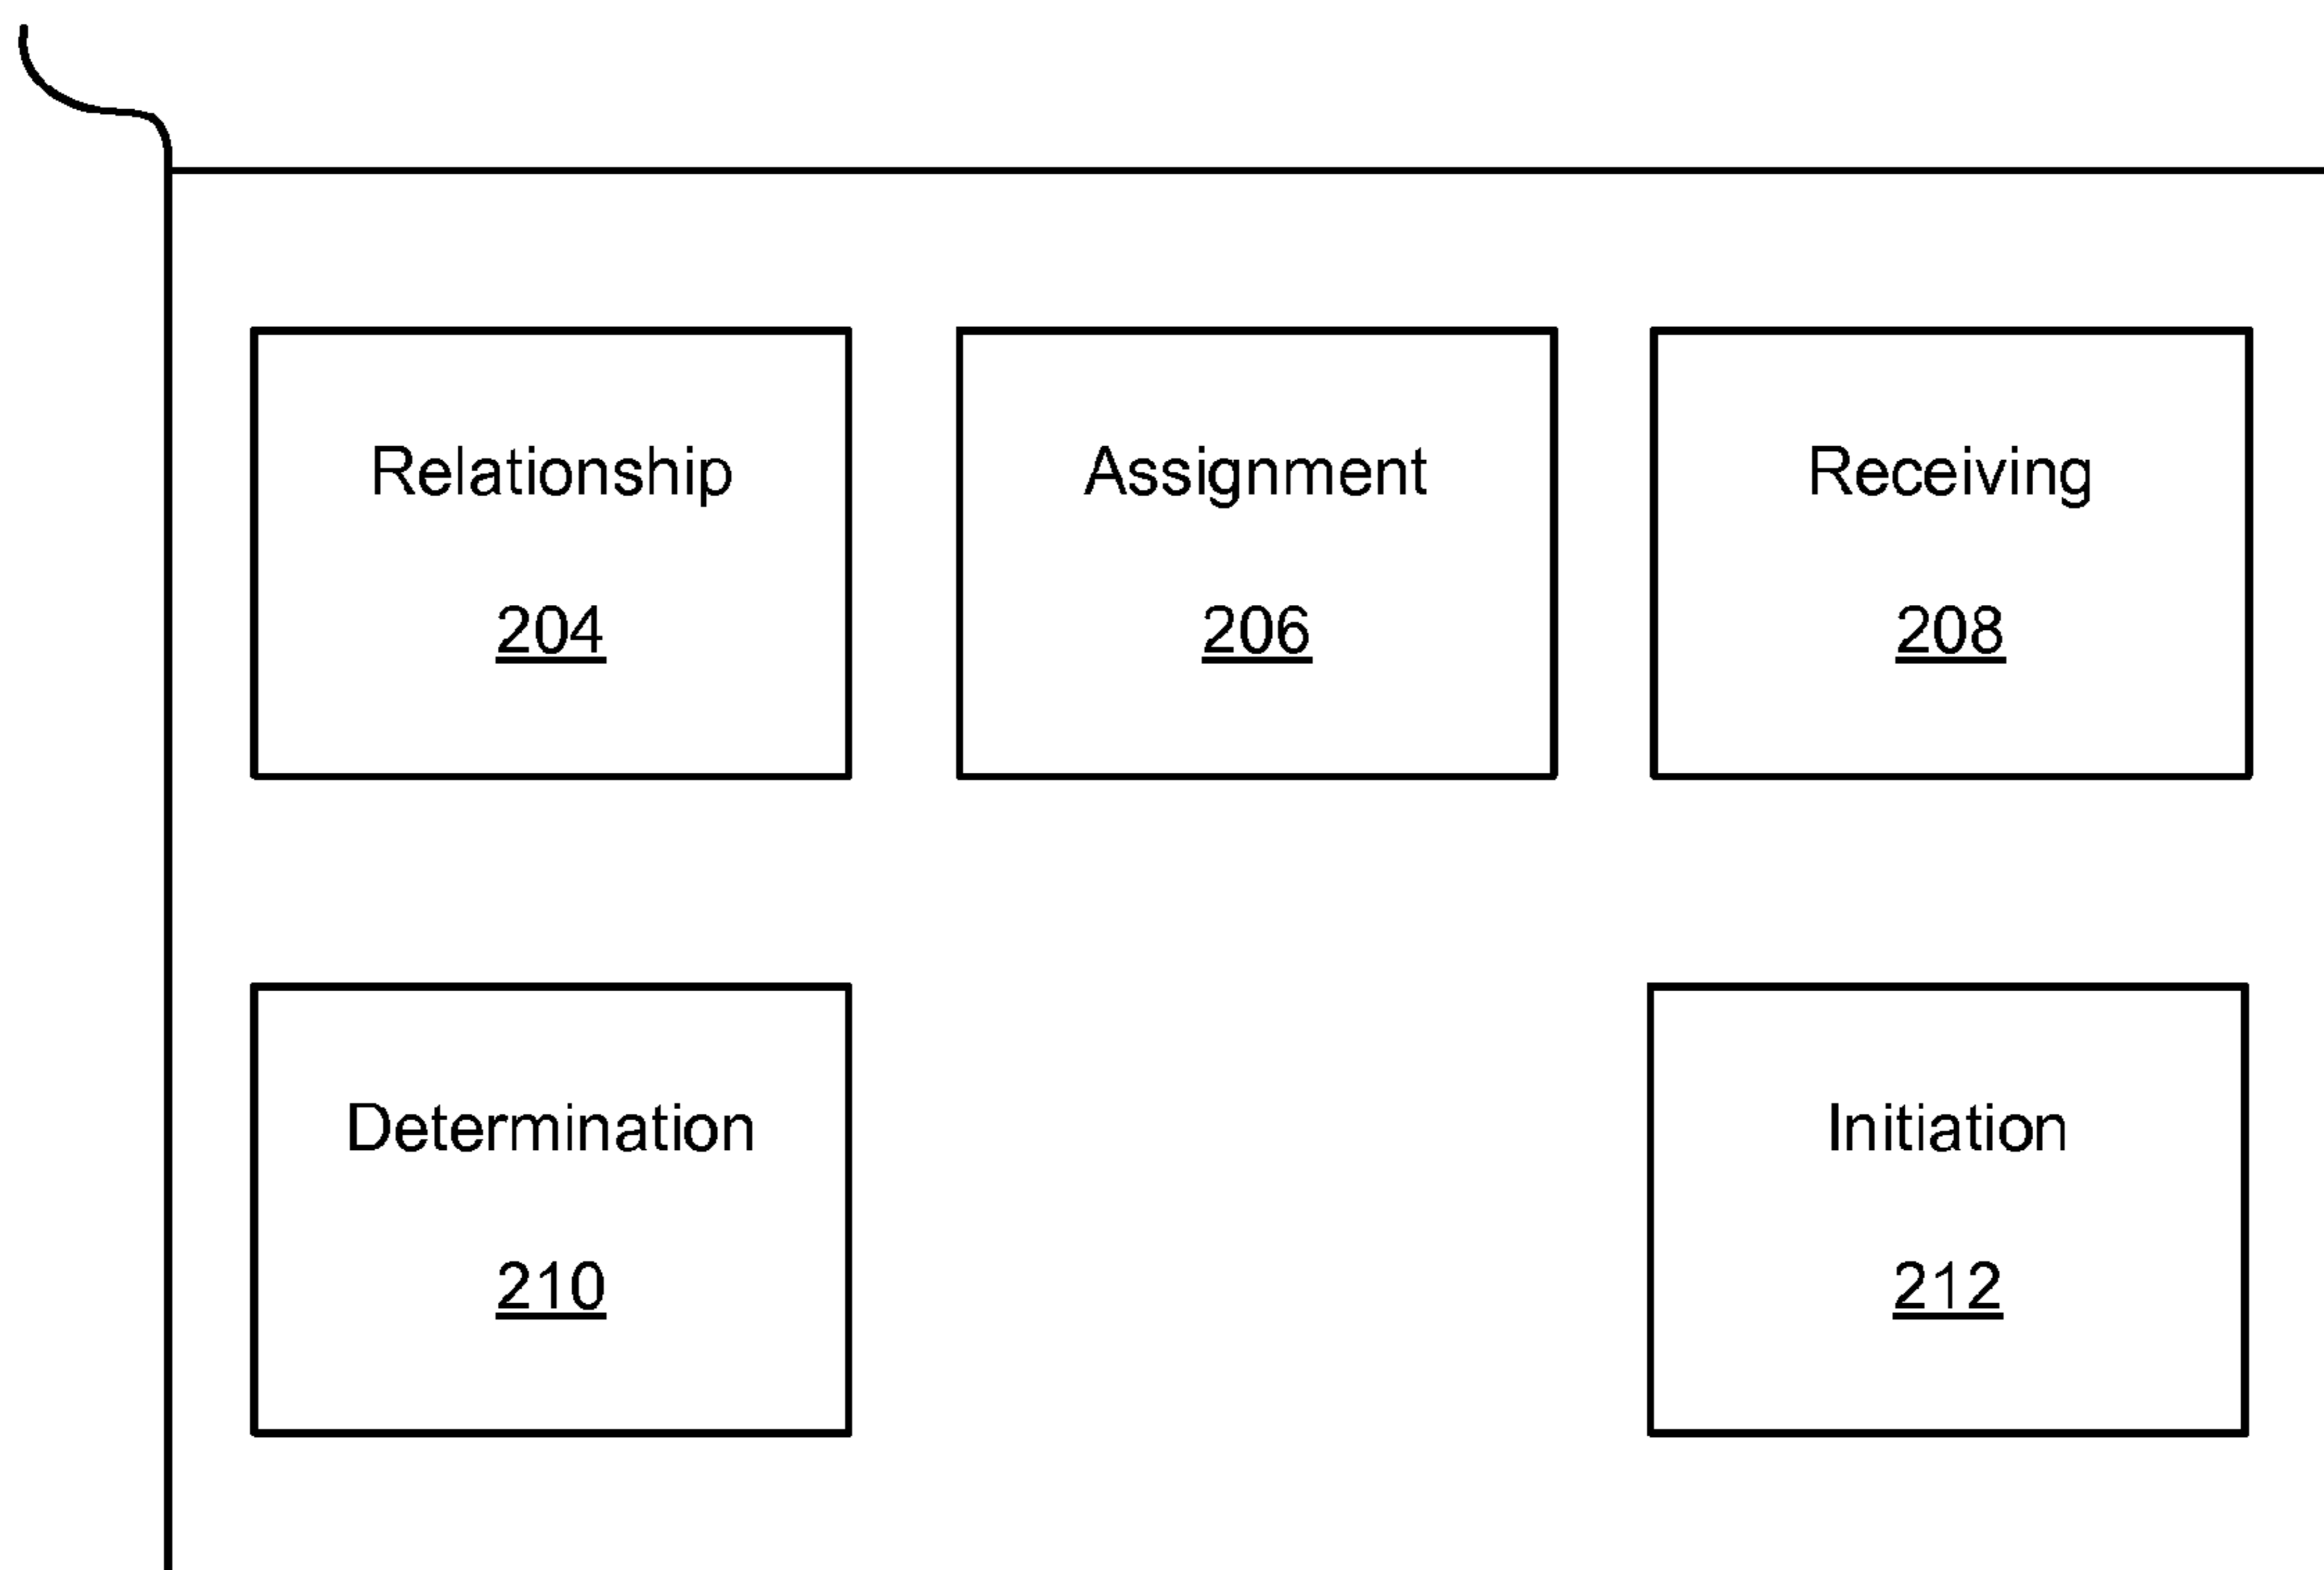 Relationship
204
Assignment
206
Receiving
208
Determination
210
Initiation
212